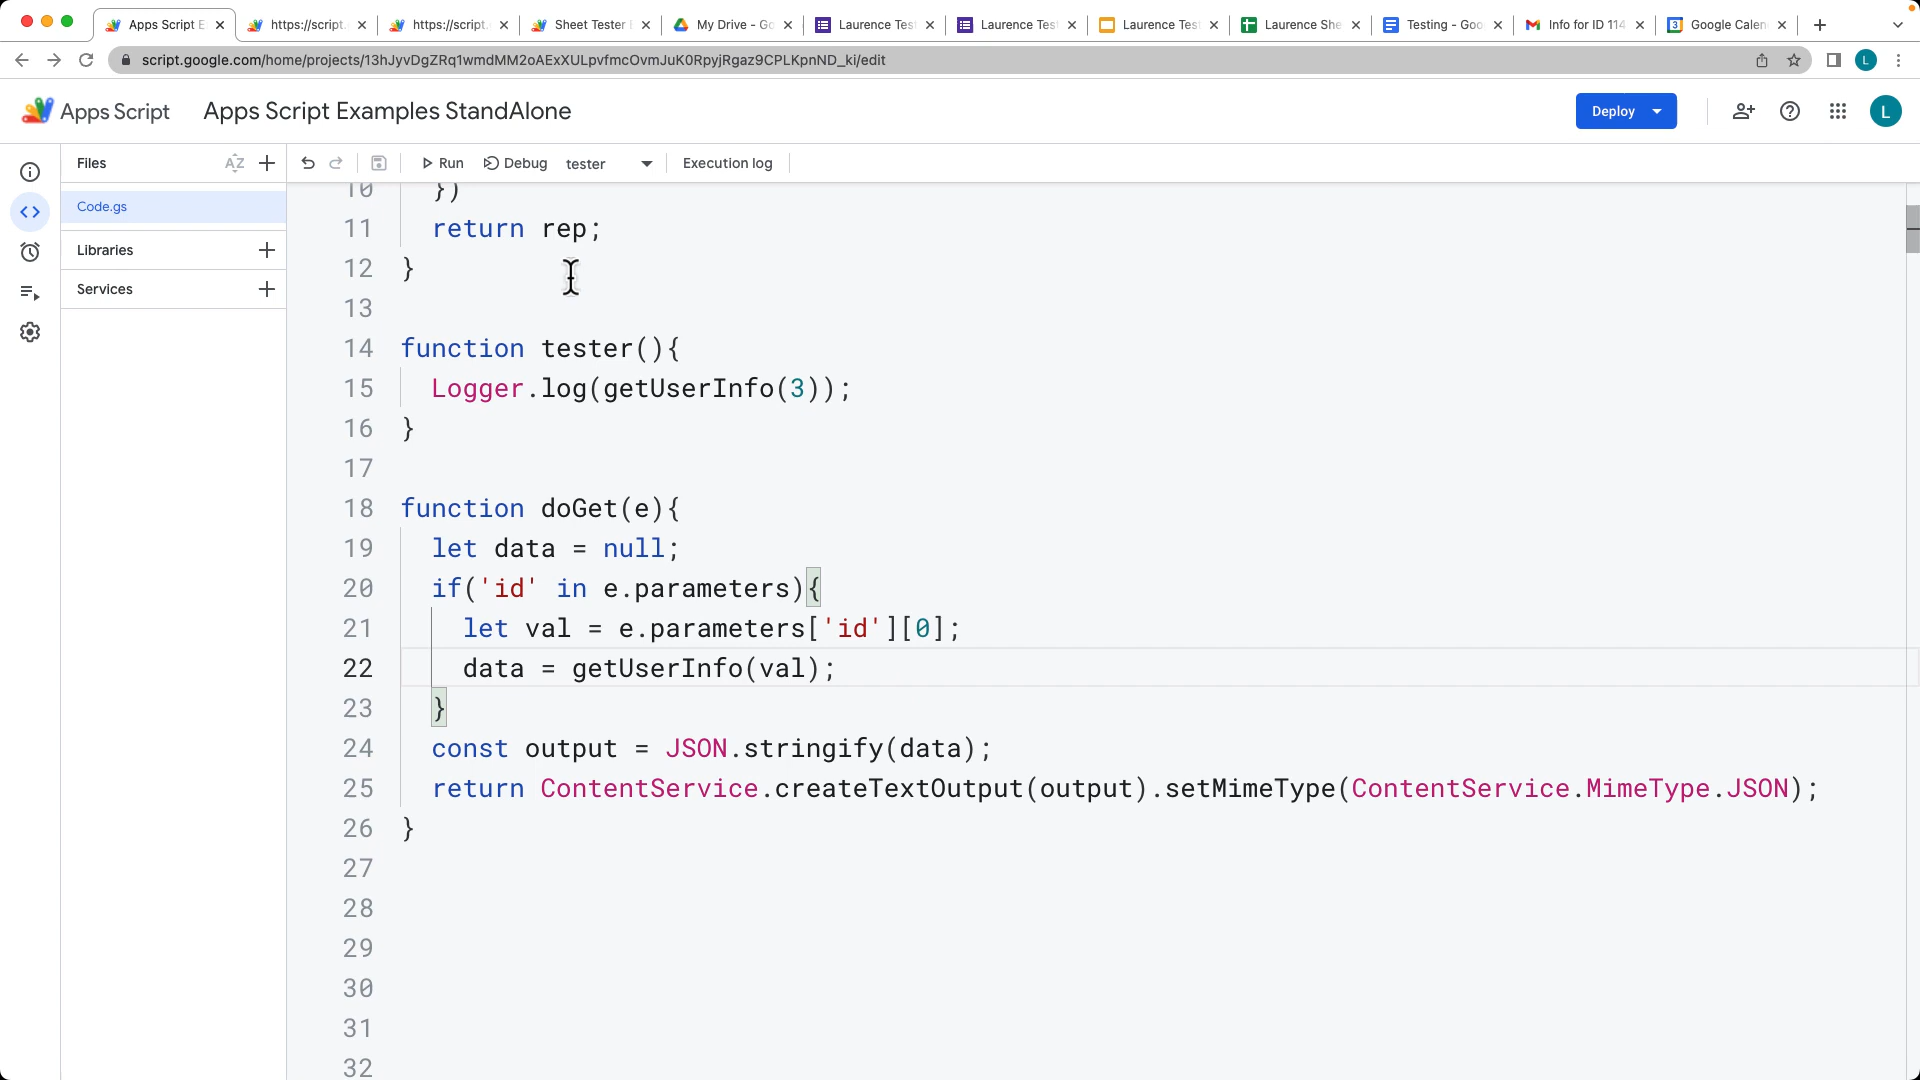 Apps Script E
https://script.
https://script.
Sheet Tester
My Drive - Go
Laurence Tes
Laurence Tes
Laurence Tes
Laurence She
Testing - Goo
Info for ID 114
Google Calen
script.google.com/home/projects/13hJyvDgZRq1wmdMM2oAExXULpvfmcOvmJuK0RpyjRgaz9CPLKpnND_ki/edit
L
Apps Script
Apps Script Examples StandAlone
Deploy
L
Files
AZ
Run
Debug
tester
Execution log
Code.gs
Libraries
Services
10 })
11 return rep;
12 }
13
14 function tester(){
15 Logger.log(getUserInfo(3));
16 }
17
18 function doGet(e){
19 let data = null;
20 if('id' in e.parameters){
21 let val = e.parameters['id'][0];
22 data = getUserInfo(val);
23 }
24 const output = JSON.stringify(data);
25 return ContentService.createTextOutput(output).setMimeType(ContentService.MimeType.JSON);
26 }
27
28
29
30
31
32